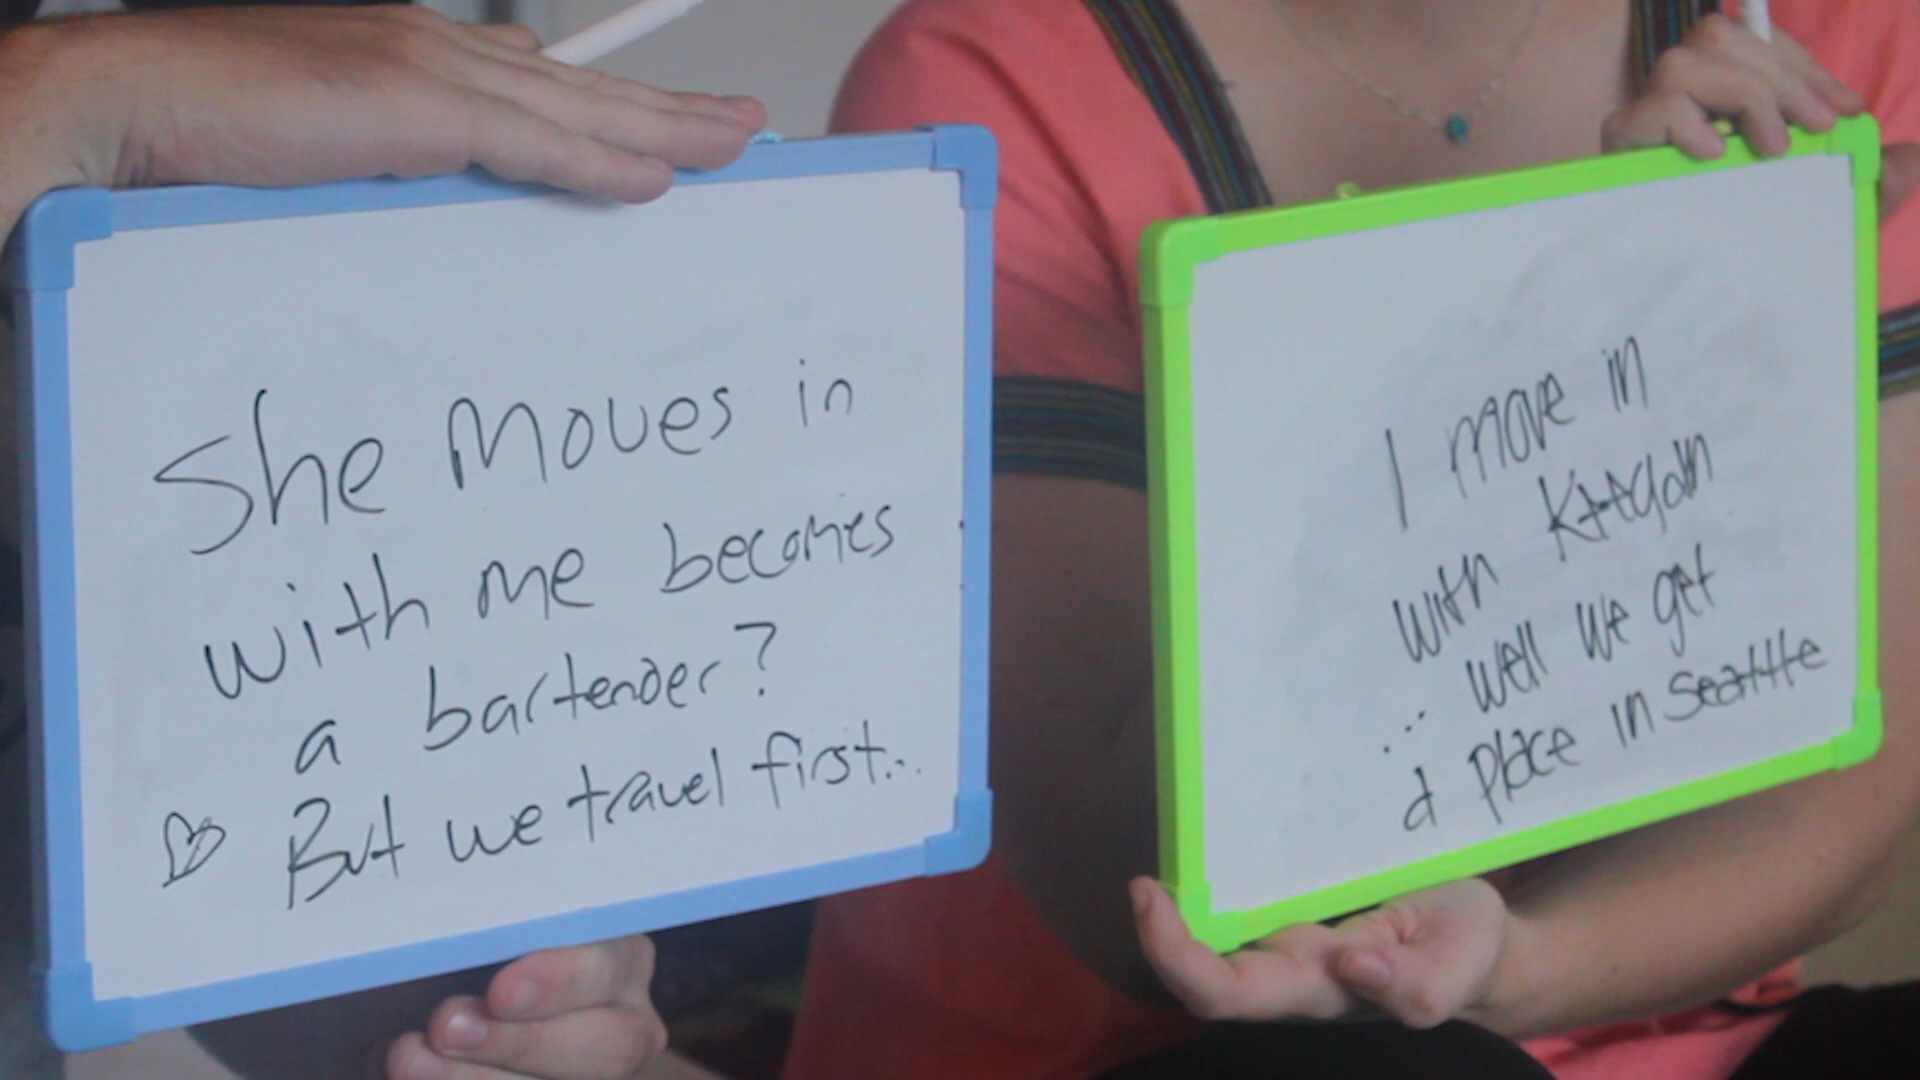 She moves in
with me becomes
a bartender?
But we travel first...
I move in
with
... well we get
a place in Seattle